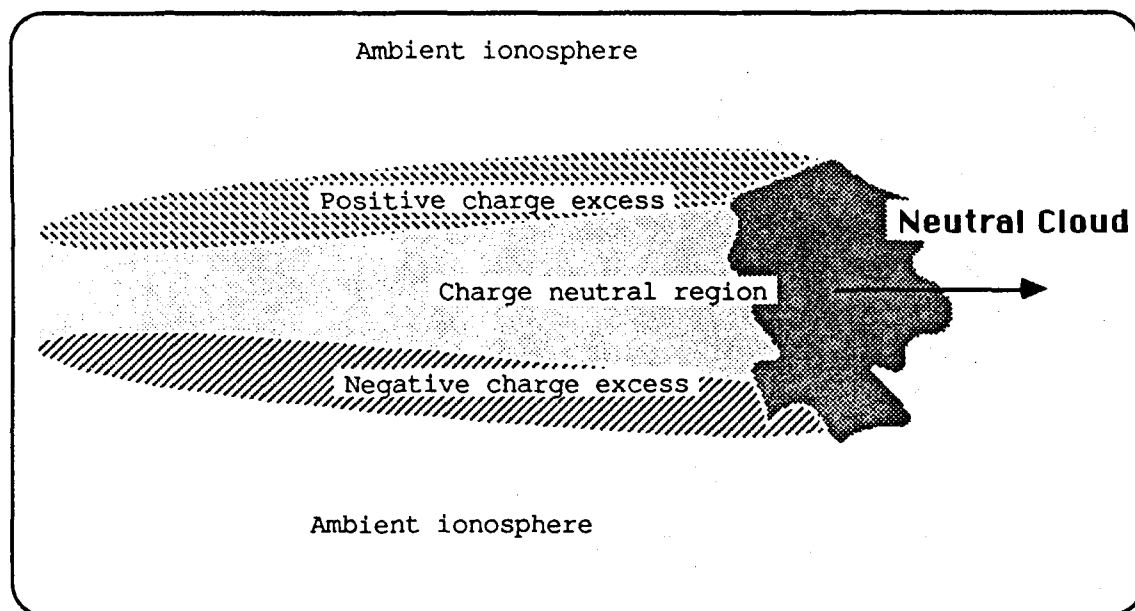 Ambient ionosphere
Positive charge excess
Neutral Cloud
Charge neutral region
Negative charge excess
Ambient ionosphere